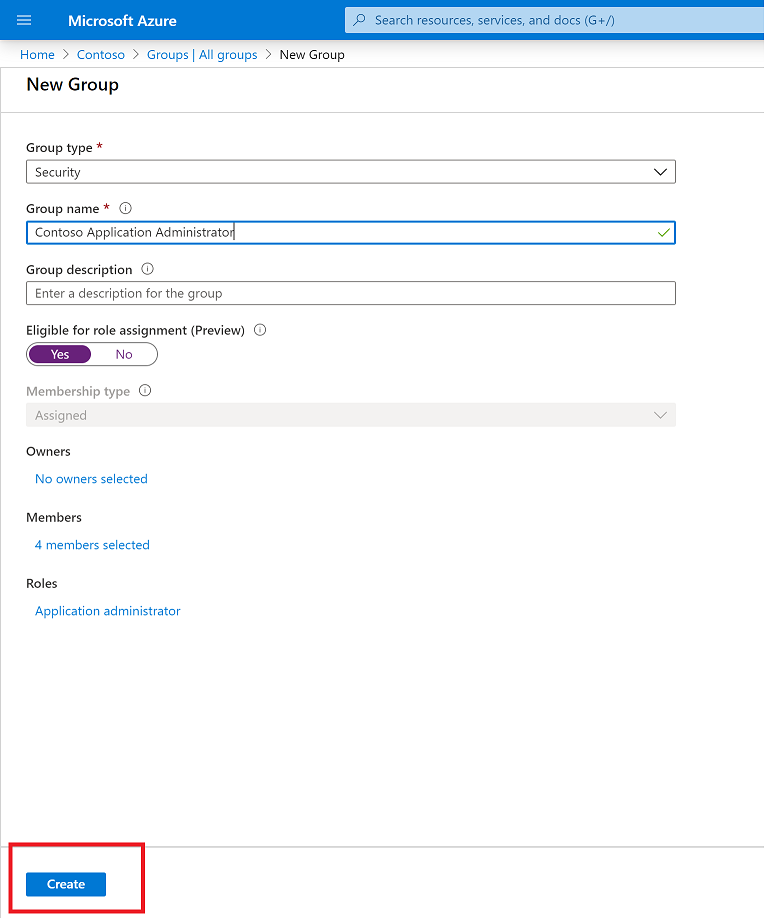 Microsoft Azure
Search resources, services, and docs (G+/)
Home > Contoso > Groups | All groups > New Group
New Group
Group type *
Security
Group name *
Contoso Application Administrator
Group description
Enter a description for the group
Eligible for role assignment (Preview)
Yes No
Membership type
Assigned
Owners
No owners selected
Members
4 members selected
Roles
Application administrator
Create